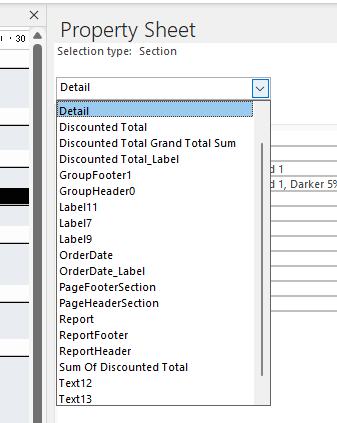 Property Sheet
Selection type: Section
30
Detail
Detail
Discounted Total
Discounted Total Grand Total Sum
Discounted Total_Label
GroupFooter1
d 1
GroupHeader0
d 1, Darker 5%
Label11
Label7
Label9
OrderDate
OrderDate_Label
PageFooterSection
PageHeaderSection
Report
ReportFooter
ReportHeader
Sum Of Discounted Total
Text12
Text13